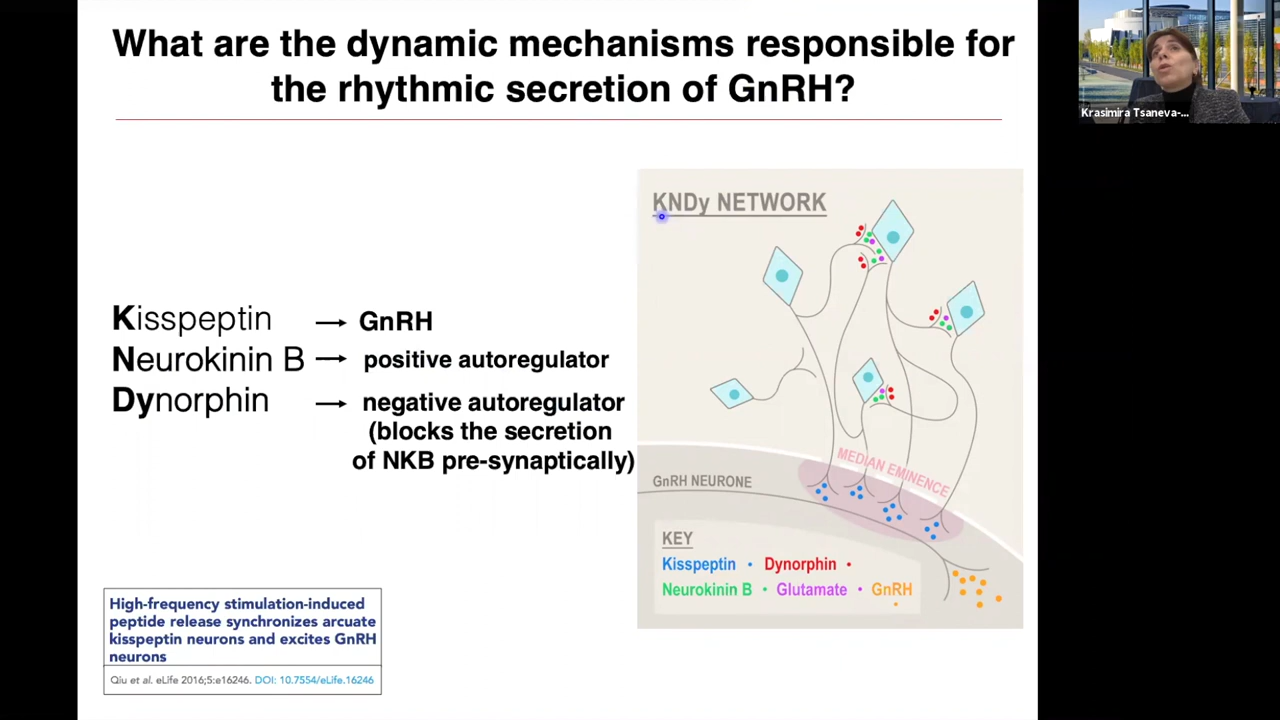 What are the dynamic mechanisms responsible for
the rhythmic secretion of GnRH?
Krasimira Tsaneva-...
Kisspeptin → GnRH
Neurokinin B → positive autoregulator
Dynorphin → negative autoregulator
(blocks the secretion
of NKB pre-synaptically)
KNDy NETWORK
MEDIAN EMINENCE
GnRH NEURONE
KEY
Kisspeptin • Dynorphin •
Neurokinin B • Glutamate • GnRH
High-frequency stimulation-induced
peptide release synchronizes arcuate
kisspeptin neurons and excites GnRH
neurons
Qiu et al. eLife 2016;5:e16246. DOI: 10.7554/eLife.16246